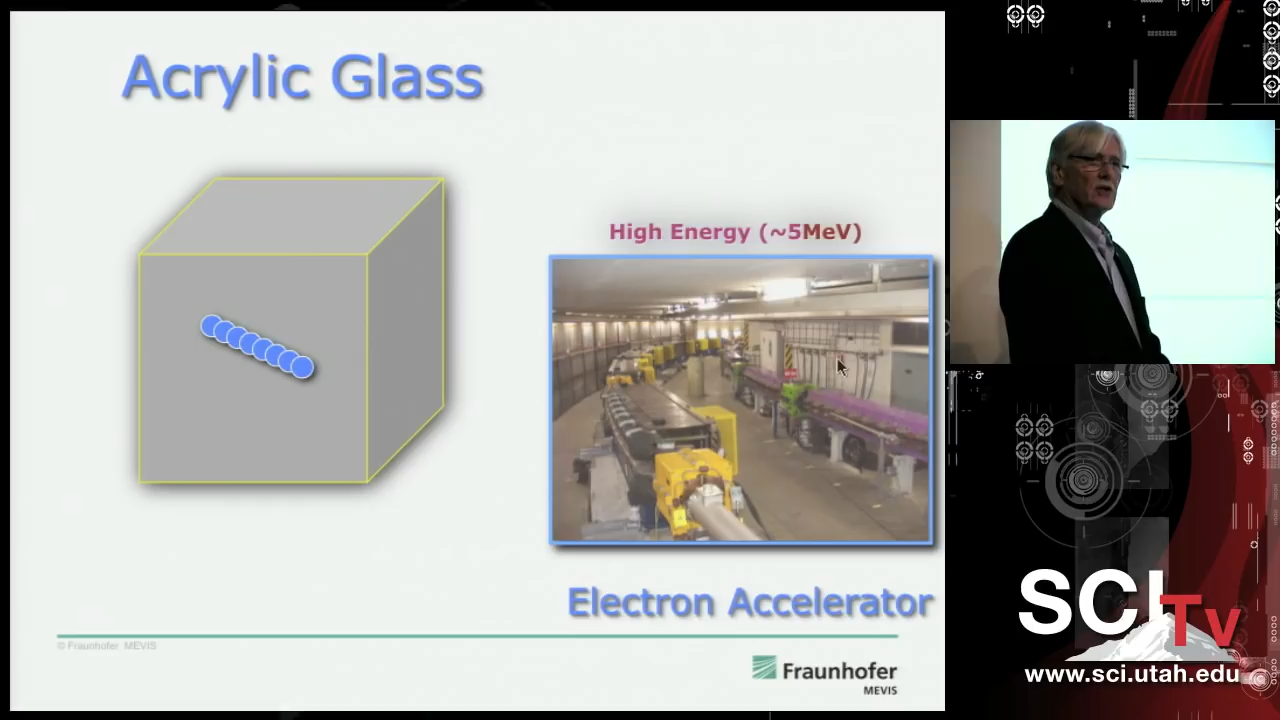 Acrylic Glass
High Energy (~5MeV)
Electron Accelerator
© Fraunhofer MEVIS
Fraunhofer
MEVIS
SCI
TV
www.sci.utah.edu